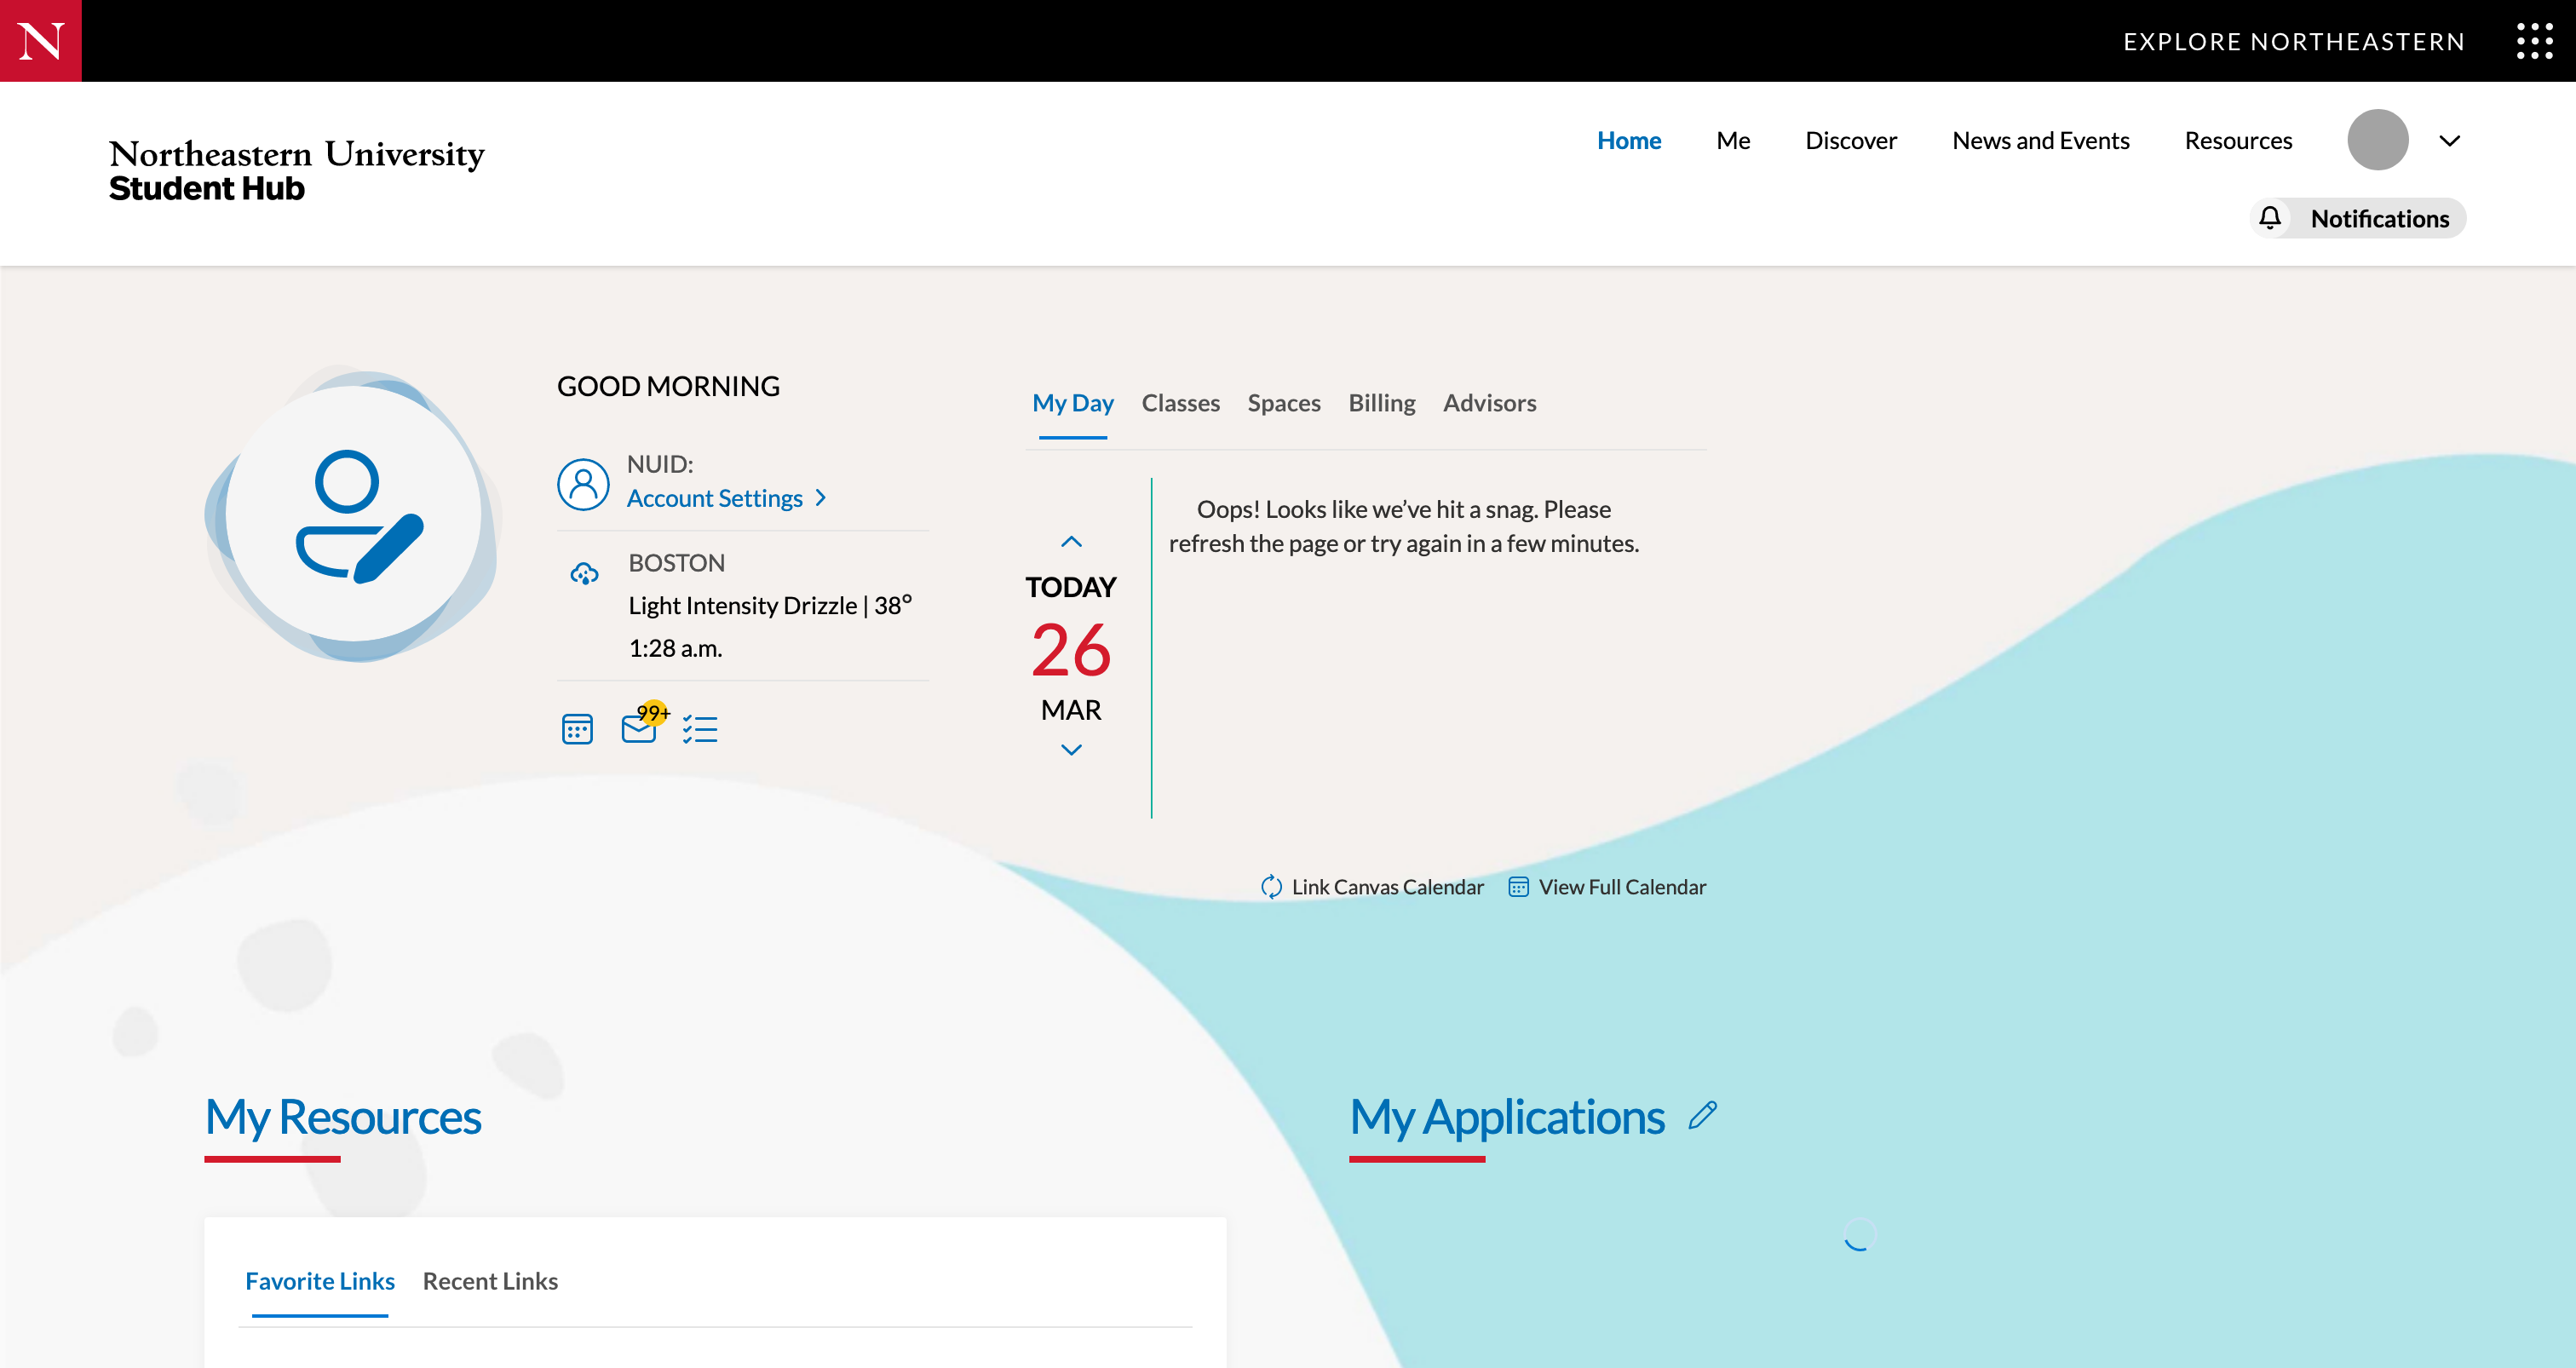 N
EXPLORE NORTHEASTERN
Northeastern University
Student Hub
Home
Me
Discover
News and Events
Resources
Notifications
GOOD MORNING
NUID:
Account Settings
BOSTON
Light Intensity Drizzle | 38°
1:28 a.m.
99+
My Day
Classes
Spaces
Billing
Advisors
TODAY
26
MAR
Oops! Looks like we’ve hit a snag. Please
refresh the page or try again in a few minutes.
Link Canvas Calendar
View Full Calendar
My Resources
Favorite Links
Recent Links
My Applications